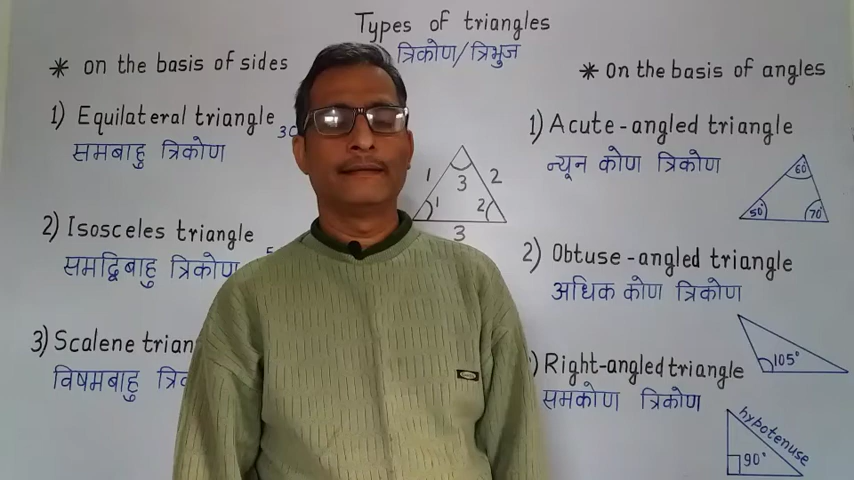 Types of triangles
त्रिकोण/त्रिभुज
* on the basis of sides
1) Equilateral triangle
समबाहु त्रिकोण
2) Isosceles triangle
समद्विबाहु त्रिकोण
3) Scalene
विषमबाहु
1 3 2
1 2
3
* On the basis of angles
1) Acute-angled triangle
न्यून कोण त्रिकोण
60°
50° 70°
2) Obtuse-angled triangle
अधिक कोण त्रिकोण
105°
) Right-angled triangle
समकोण त्रिकोण
hypotenuse
90°